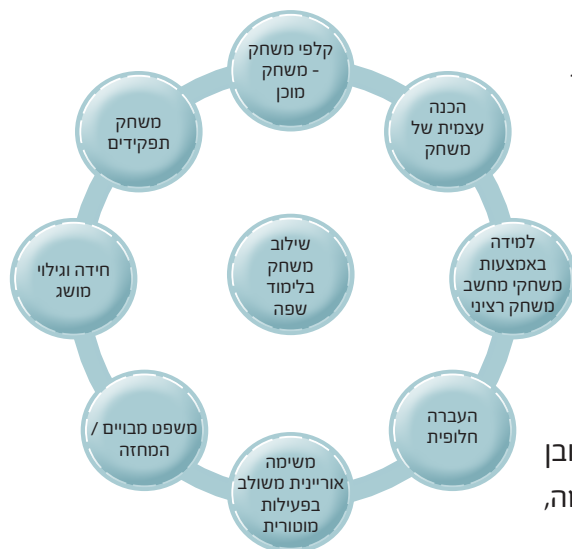 קלפי משחק
- משחק
מוכן
הכנה
עצמית של
משחק
למידה
באמצעות
משחקי מחשב
משחק רציני
העברה
חלופית
משימה
אוריינית משולב
בפעילות
מוטורית
משפט מבויים /
המחזה
חידה וגילוי
מושג
משחק
תפקידים
שילוב
משחק
בלימוד
שפה